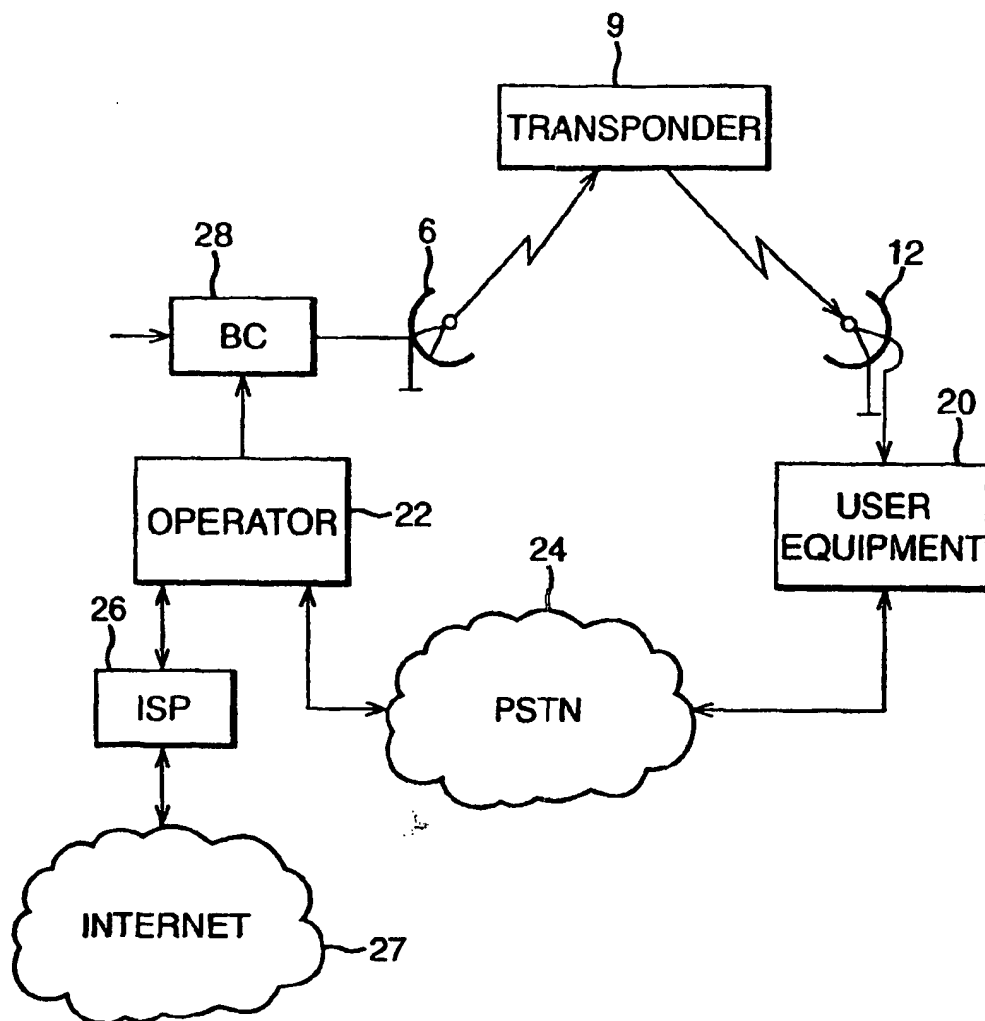 9
TRANSPONDER
28
6
12
BC
20
OPERATOR
22
USER
EQUIPMENT
24
26
ISP
PSTN
INTERNET
27